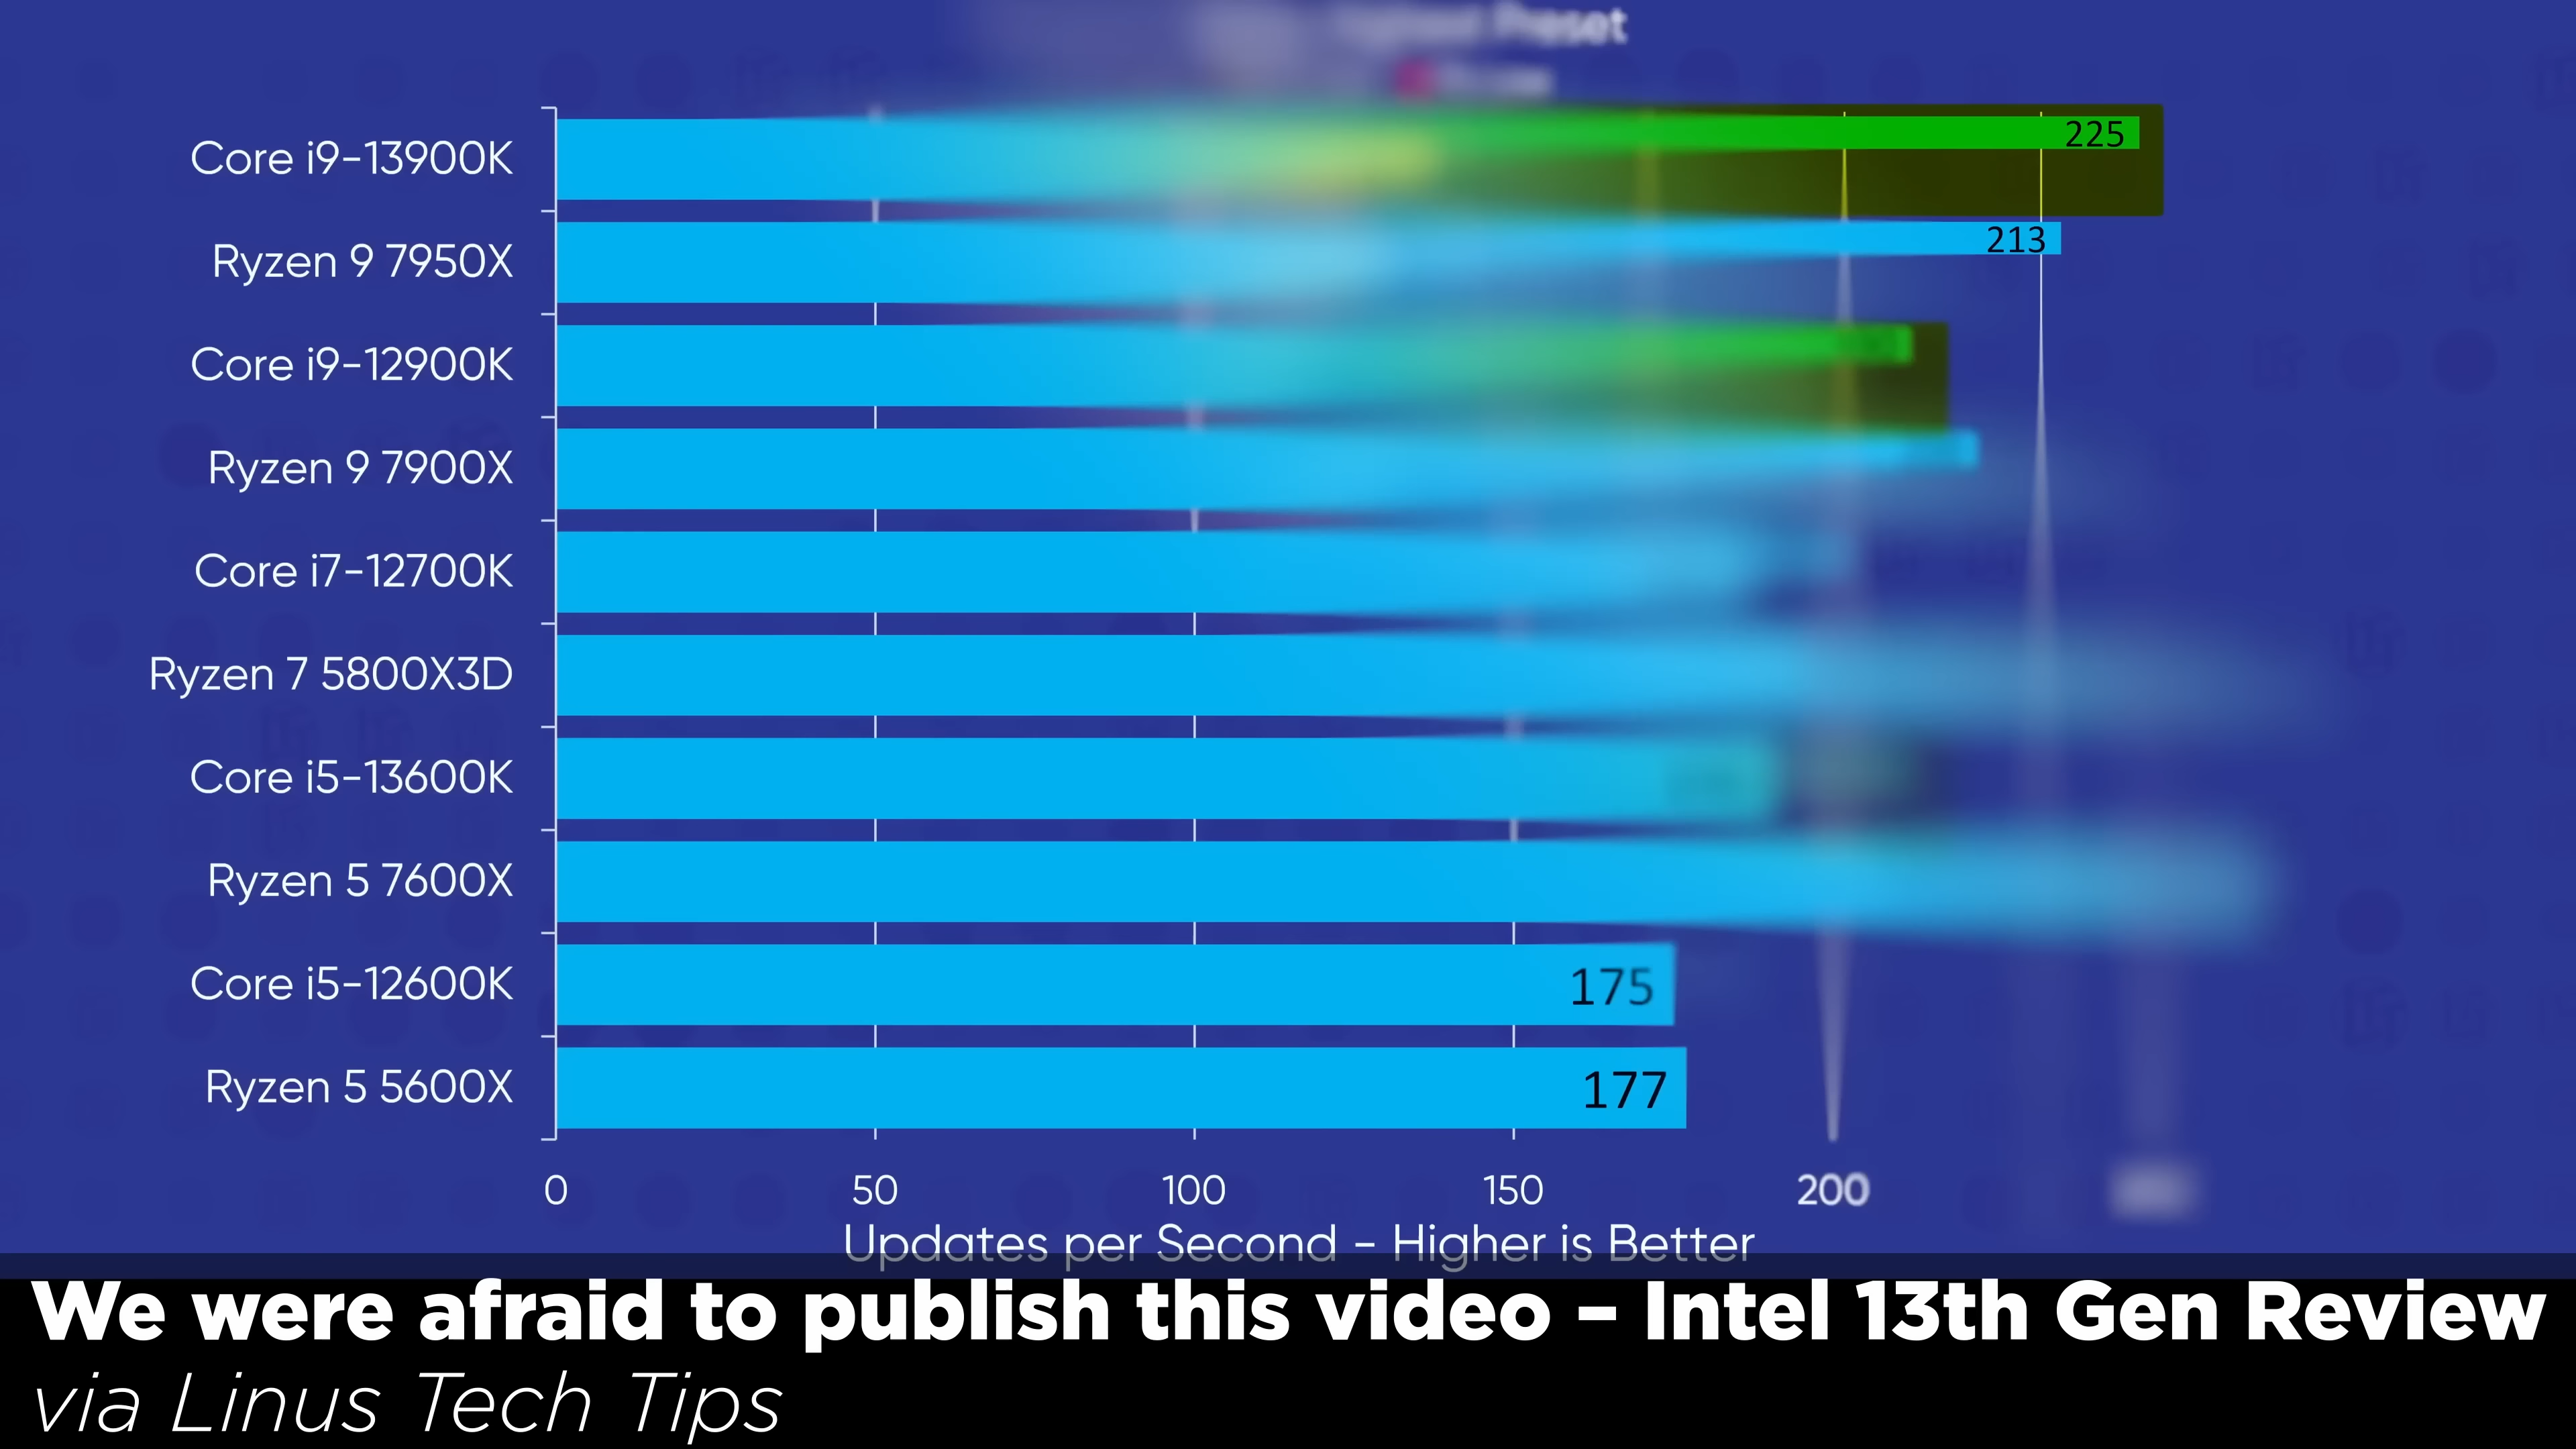 Preset
Core i9-13900K
225
Ryzen 9 7950X
213
Core i9-12900K
Ryzen 9 7900X
Core i7-12700K
Ryzen 7 5800X3D
Core i5-13600K
Ryzen 5 7600X
Core i5-12600K
175
Ryzen 5 5600X
177
0 50 100 150 200
Updates per Second – Higher is Better
We were afraid to publish this video – Intel 13th Gen Review
via Linus Tech Tips